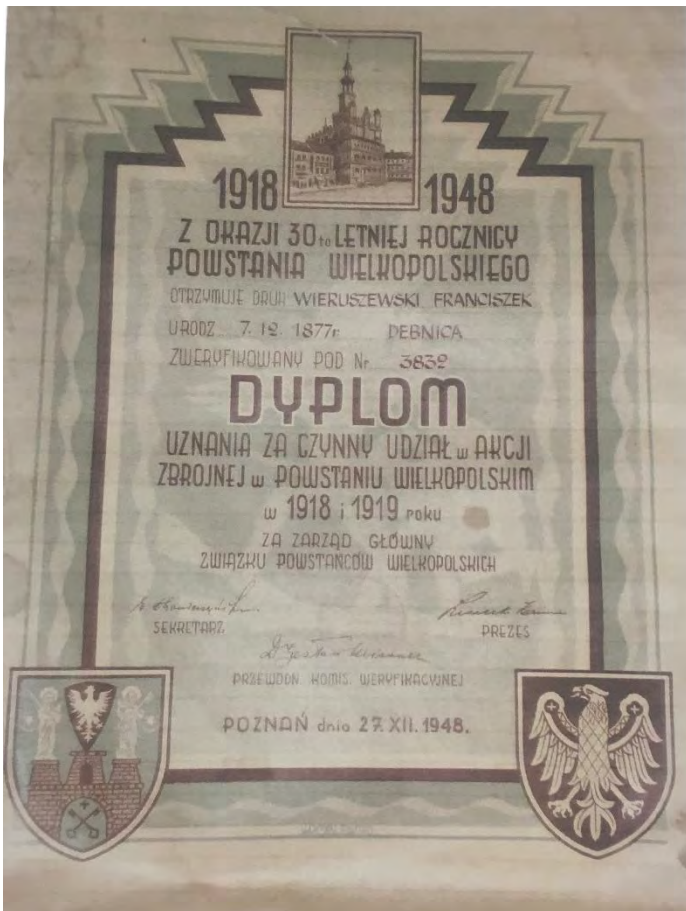 1918 1948
Z OKAZJI 30to LETNIEJ ROCZNICY
POWSTANIA WIELKOPOLSKIEGO
OTRZYMUJE DRUH WIERUSZEWSKI FRANCISZEK
URODZ 7. 12. 1877r DEBNICA
ZWERYFIKOWANY POD Nr 3832
DYPLOM
UZNANIA ZA CZYNNY UDZIAŁ w AKCJI
ZBROJNEJ w POWSTANIU WIELKOPOLSKIM
w 1918 i 1919 roku
ZA ZARZĄD GŁÓWNY
ZWIĄZKU POWSTAŃCÓW WIELKOPOLSKICH
SEKRETARZ PREZES
PRZEWODN. KOMIS. WERYFIKACYJNEJ
POZNAŃ dnia 27. XII. 1948.